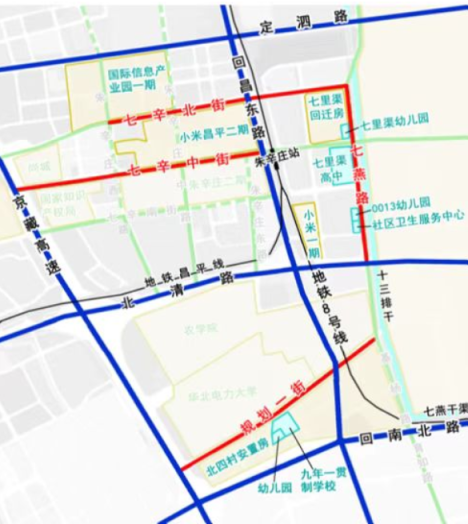 定泗路
回昌东路
国际信息产
业园一期
七辛北街
小米昌平二期
七里渠
回迁房
七里渠幼儿园
七燕路
七辛中街
朱辛庄站
七里渠
高中
朱辛庄二期
国家知识
产权局
京藏高速
0013幼儿园
社区卫生服务中心
小米一期
地铁昌平线
北清路
地铁8号线
十三排干
农学院
华北电力大学
规划一街
北四村安置房
幼儿园
九年一贯
制学校
回南北路
七燕干渠